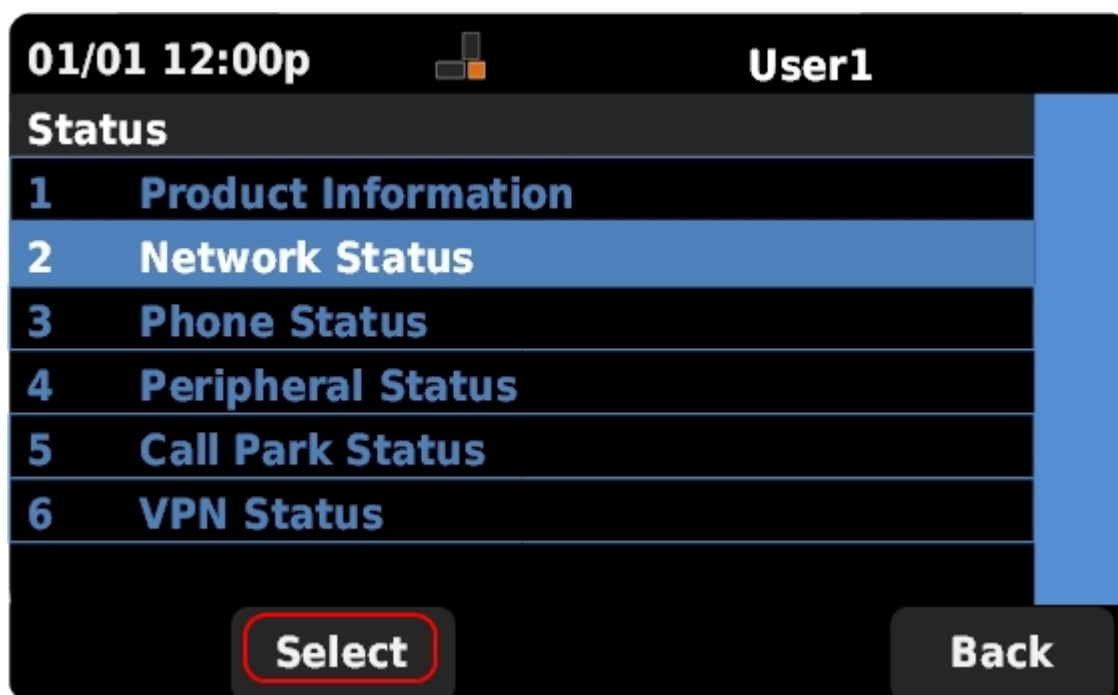 01/01 12:00p User1
Status
1 Product Information
2 Network Status
3 Phone Status
4 Peripheral Status
5 Call Park Status
6 VPN Status
Select Back